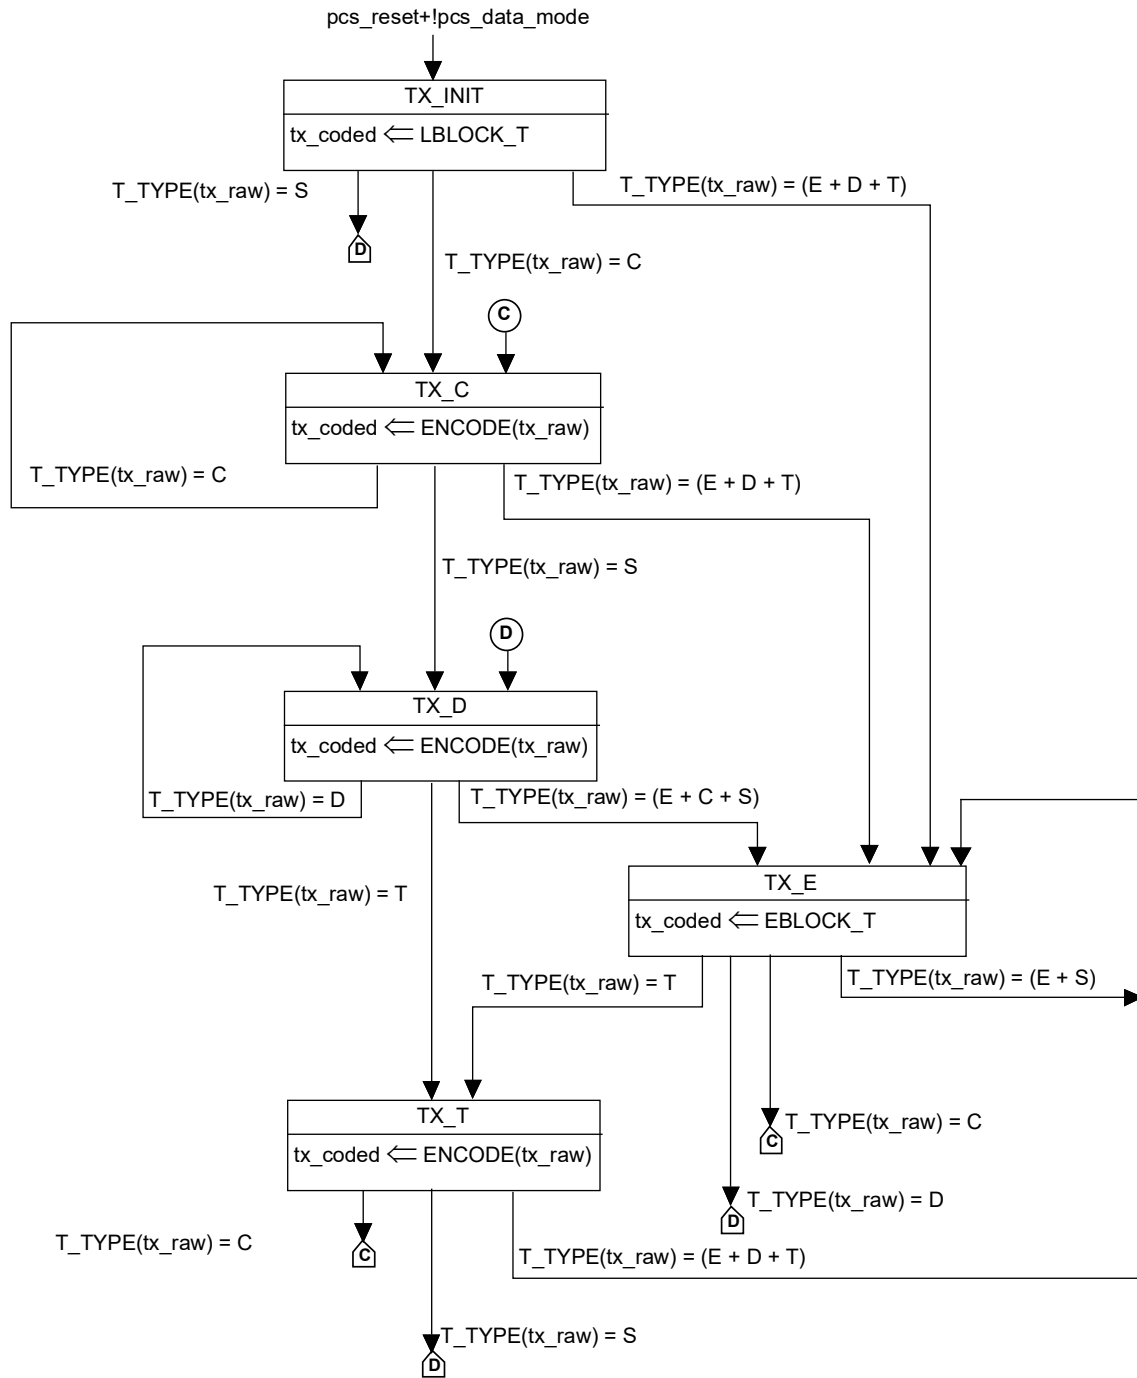 pcs_reset+!pcs_data_mode
TX_INIT
tx_coded ⇐ LBLOCK_T
T_TYPE(tx_raw) = S
T_TYPE(tx_raw) = (E + D + T)
D
T_TYPE(tx_raw) = C
C
TX_C
tx_coded ⇐ ENCODE(tx_raw)
T_TYPE(tx_raw) = C
T_TYPE(tx_raw) = (E + D + T)
T_TYPE(tx_raw) = S
D
TX_D
tx_coded ⇐ ENCODE(tx_raw)
T_TYPE(tx_raw) = D
T_TYPE(tx_raw) = (E + C + S)
T_TYPE(tx_raw) = T
TX_E
tx_coded ⇐ EBLOCK_T
T_TYPE(tx_raw) = T
T_TYPE(tx_raw) = (E + S)
TX_T
tx_coded ⇐ ENCODE(tx_raw)
C
T_TYPE(tx_raw) = C
D
T_TYPE(tx_raw) = D
T_TYPE(tx_raw) = C
C
T_TYPE(tx_raw) = (E + D + T)
T_TYPE(tx_raw) = S
D